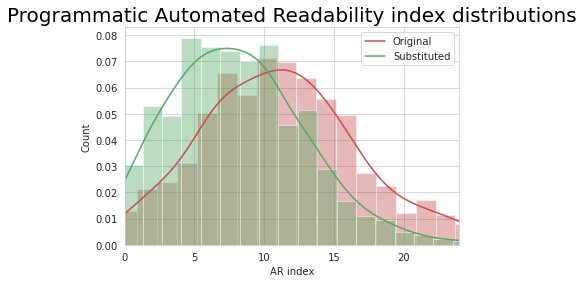 Programmatic Automated Readability index distributions
Original
Substituted
0.08
0.07
0.06
0.05
0.04
0.03
0.02
0.01
0.00
Count
0 5 10 15 20
AR index